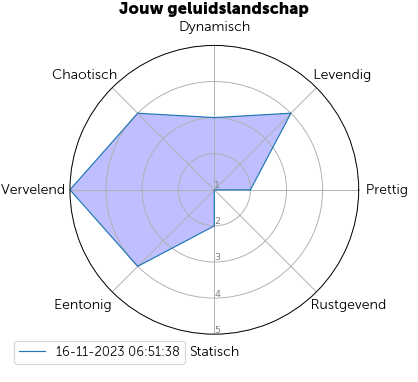 Jouw geluidslandschap
Dynamisch
Chaotisch
Levendig
Vervelend
1
Prettig
2
3
Eentonig
4
Rustgevend
5
16-11-2023 06:51:38
Statisch